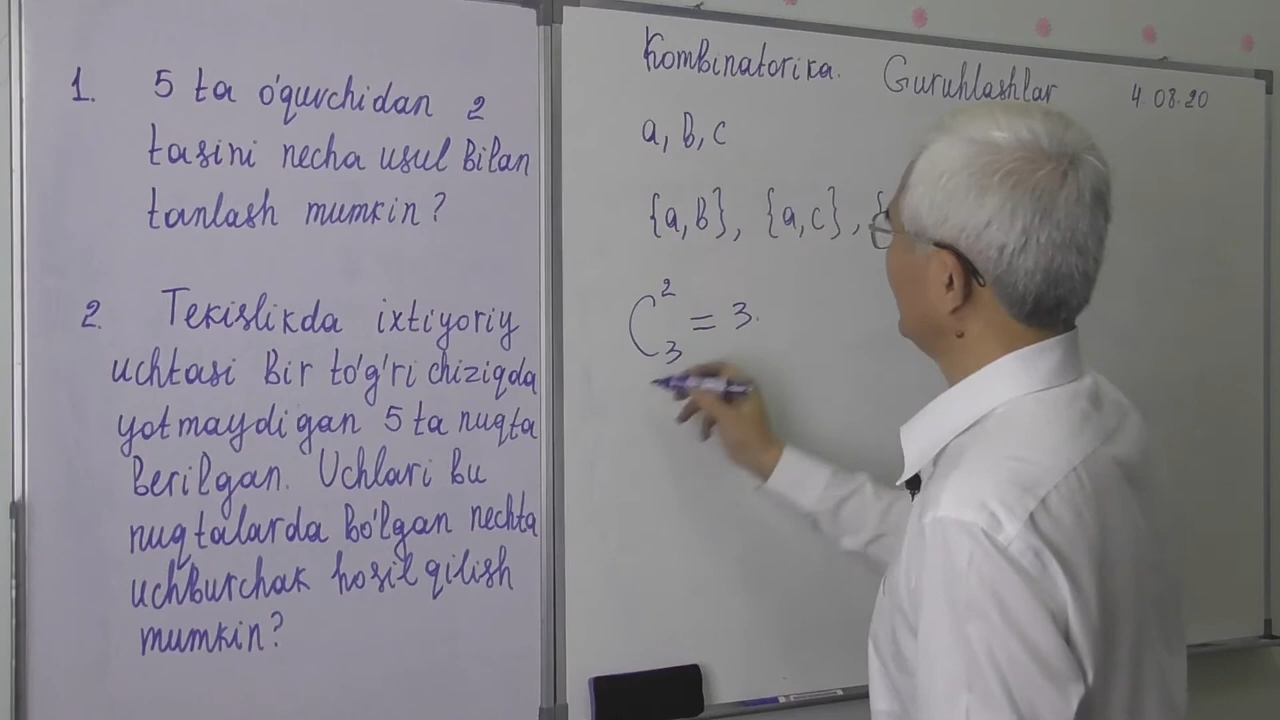 1. 5 ta o'quvchidan 2
tasini necha usul bilan
tanlash mumkin?
2. Tekislikda ixtiyoriy
uchtasi bir to'g'ri chiziqda
yotmaydigan 5 ta nuqta
berilgan. Uchlari bu
nuqtalarda bo'lgan nechta
uchburchak hosil qilish
mumkin?
Kombinatorika. Guruhlashlar 4.08.20
a, b, c
{a, b}, {a, c}, {
C₃² = 3.